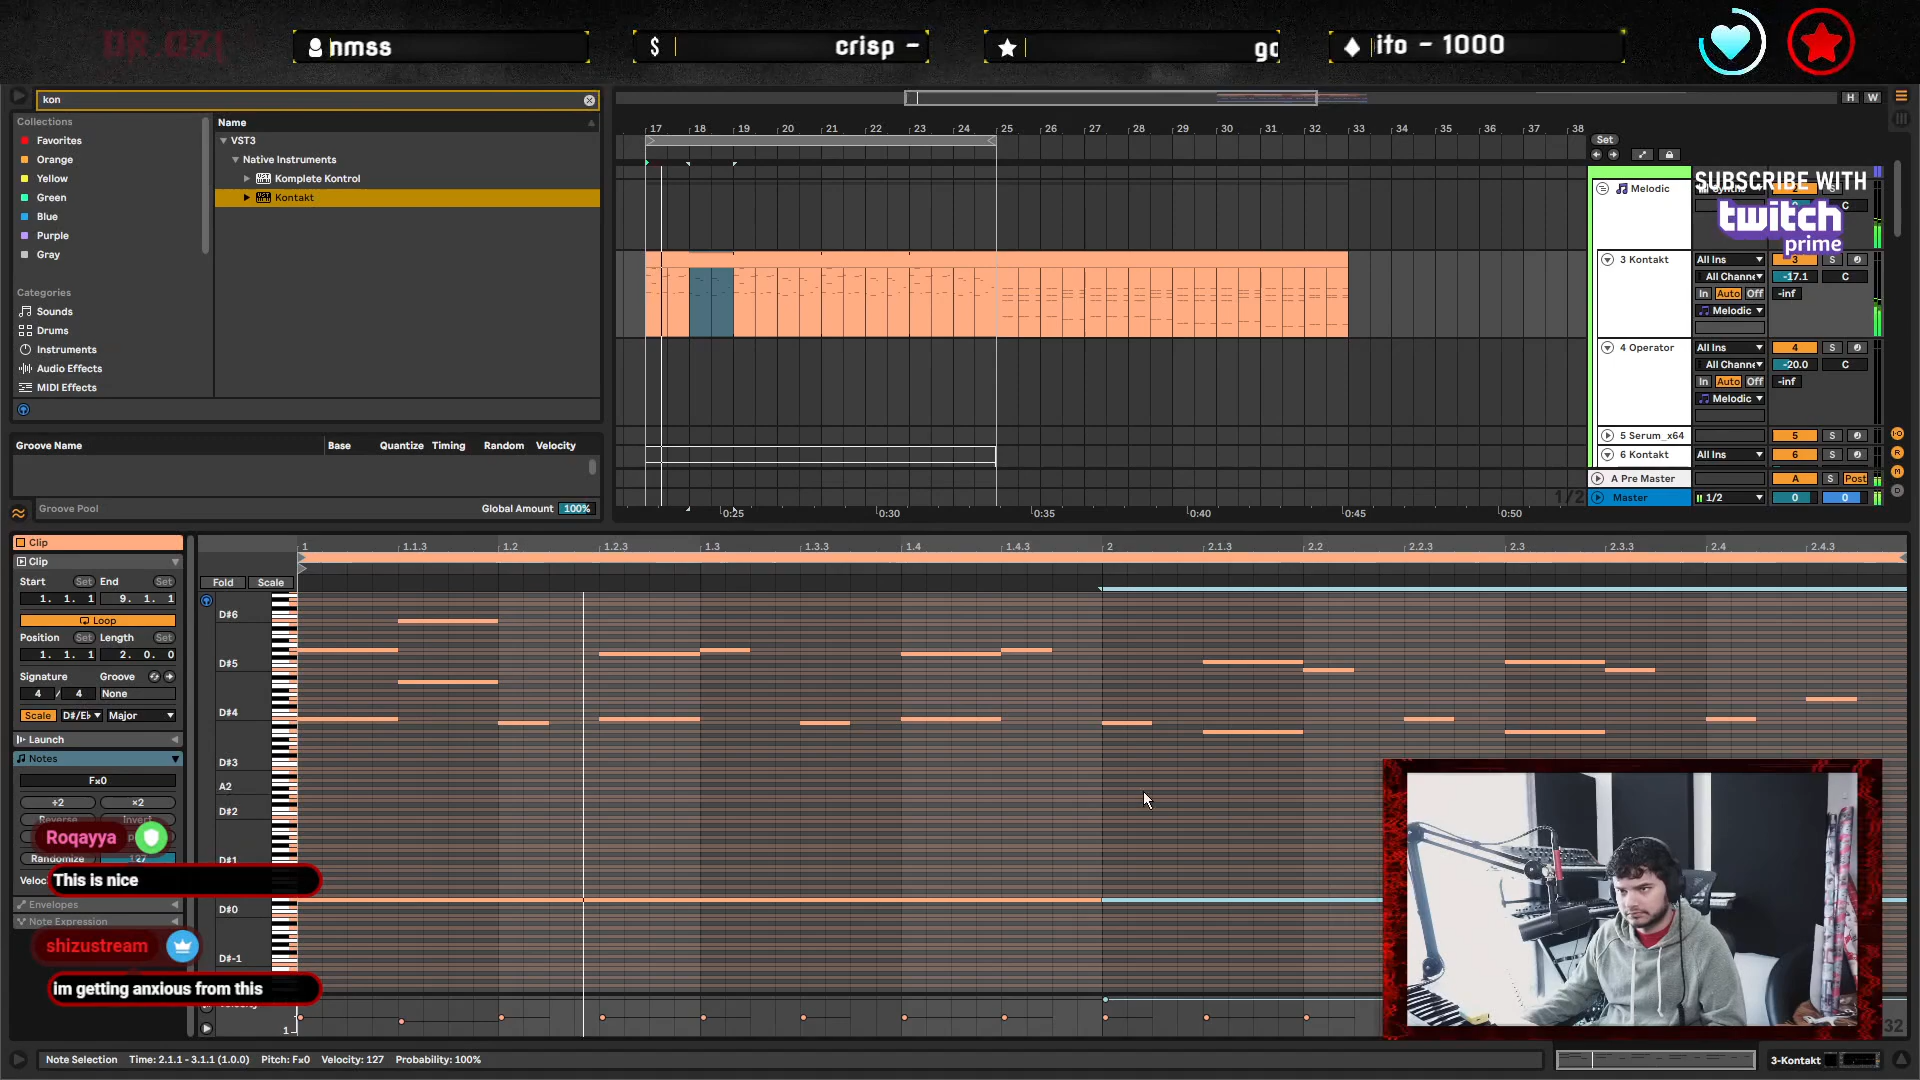 DR.OZI
nmss
$
crisp -
go
ito - 1000
kon
Collections
Favorites
Orange
Yellow
Green
Blue
Purple
Gray
Categories
Sounds
Drums
Instruments
Audio Effects
MIDI Effects
Name
VST3
Native Instruments
Komplete Kontrol
Kontakt
Groove Name
Base
Quantize
Timing
Random
Velocity
Groove Pool
Global Amount
100%
H
W
17 18 19 20 21 22 23 24 25 26 27 28 29 30 31 32 33 34 35 36 37 38
Set
Melodic
SUBSCRIBE WITH
twitch
prime
3 Kontakt
All Ins
3
S
All Channe
-17.1
C
In
Auto
Off
-inf
Melodic
4 Operator
All Ins
4
S
All Channe
-20.0
C
In
Auto
Off
-inf
Melodic
5 Serum_x64
5
S
6 Kontakt
All Ins
6
S
A Pre Master
A
S
Post
1/2
Master
1/2
0
0
0:25 0:30 0:35 0:40 0:45 0:50
Clip
Clip
Start
Set
End
Set
1. 1. 1
9. 1. 1
Loop
Position
Set
Length
Set
1. 1. 1
2. 0. 0
Signature
Groove
4 / 4
None
Scale
D#/E♭
Major
Launch
Notes
F×0
÷2
×2
Reverse
Invert
Randomize
127
Veloc
Envelopes
Note Expression
Roqayya
This is nice
shizustream
im getting anxious from this
1 1.1.3 1.2 1.2.3 1.3 1.3.3 1.4 1.4.3 2 2.1.3 2.2 2.2.3 2.3 2.3.3 2.4 2.4.3
Fold
Scale
D#6
D#5
D#4
D#3
A2
D#2
D#1
D#0
D#-1
1
32
Note Selection
Time: 2.1.1 - 3.1.1 (1.0.0)
Pitch: F×0
Velocity: 127
Probability: 100%
3-Kontakt